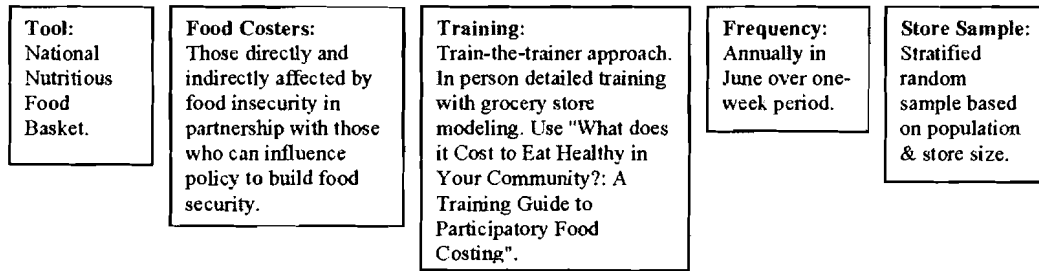 Tool:
National
Nutritious
Food
Basket.
Food Costers:
Those directly and
indirectly affected by
food insecurity in
partnership with those
who can influence
policy to build food
security.
Training:
Train-the-trainer approach.
In person detailed training
with grocery store
modeling. Use "What does
it Cost to Eat Healthy in
Your Community?: A
Training Guide to
Participatory Food
Costing".
Frequency:
Annually in
June over one-
week period.
Store Sample:
Stratified
random
sample based
on population
& store size.